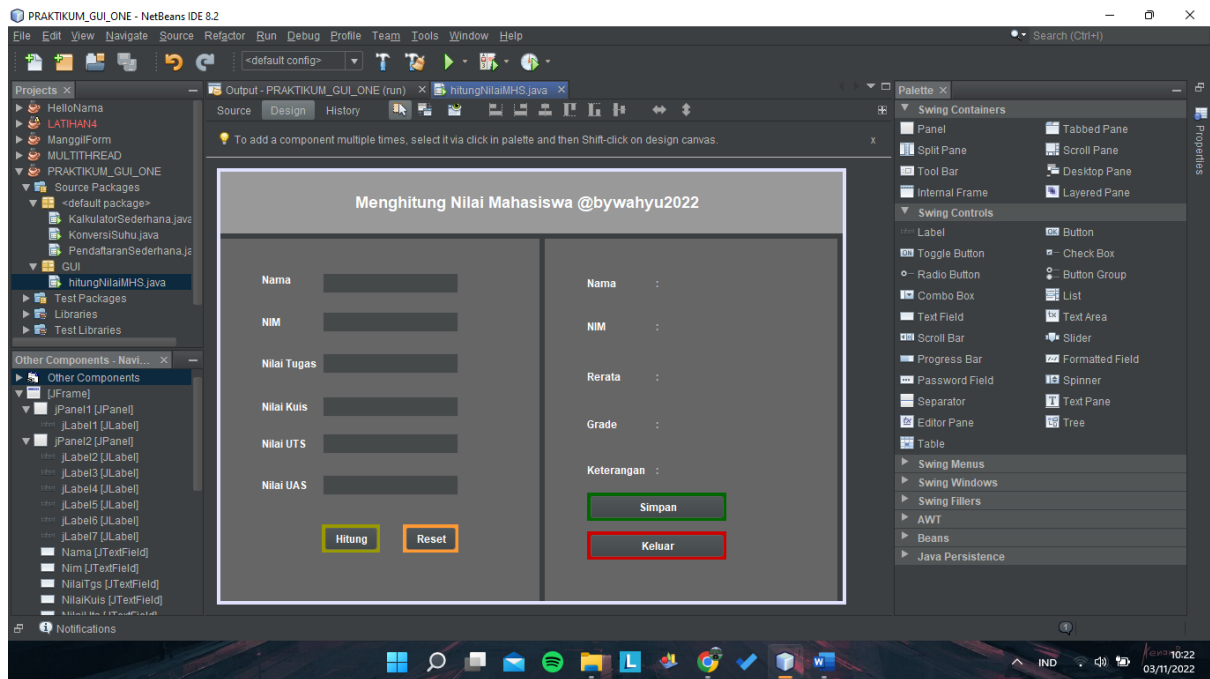 PRAKTIKUM_GUI_ONE - NetBeans IDE 8.2
File Edit View Navigate Source Refactor Run Debug Profile Team Tools Window Help
Search (Ctrl+I)
<default config>
Projects
HelloNama
LATIHAN4
ManggilForm
MULTITHREAD
PRAKTIKUM_GUI_ONE
Source Packages
<default package>
KalkulatorSederhana.java
KonversiSuhu.java
PendaftaranSederhana.ja
GUI
hitungNilaiMHS.java
Test Packages
Libraries
Test Libraries
Other Components - Navi...
Other Components
[JFrame]
jPanel1 [JPanel]
jLabel1 [JLabel]
jPanel2 [JPanel]
jLabel2 [JLabel]
jLabel3 [JLabel]
jLabel4 [JLabel]
jLabel5 [JLabel]
jLabel6 [JLabel]
jLabel7 [JLabel]
Nama [JTextField]
Nim [JTextField]
NilaiTgs [JTextField]
NilaiKuis [JTextField]
Output - PRAKTIKUM_GUI_ONE (run) hitungNilaiMHS.java
Source Design History
To add a component multiple times, select it via click in palette and then Shift-click on design canvas.
Menghitung Nilai Mahasiswa @bywahyu2022
Nama
NIM
Nilai Tugas
Nilai Kuis
Nilai UTS
Nilai UAS
Hitung Reset
Nama :
NIM :
Rerata :
Grade :
Keterangan :
Simpan
Keluar
Palette
Swing Containers
Panel Tabbed Pane
Split Pane Scroll Pane
Tool Bar Desktop Pane
Internal Frame Layered Pane
Swing Controls
Label Button
Toggle Button Check Box
Radio Button Button Group
Combo Box List
Text Field Text Area
Scroll Bar Slider
Progress Bar Formatted Field
Password Field Spinner
Separator Text Pane
Editor Pane Tree
Table
Swing Menus
Swing Windows
Swing Fillers
AWT
Beans
Java Persistence
Properties
Notifications
1
IND
10:22
03/11/2022